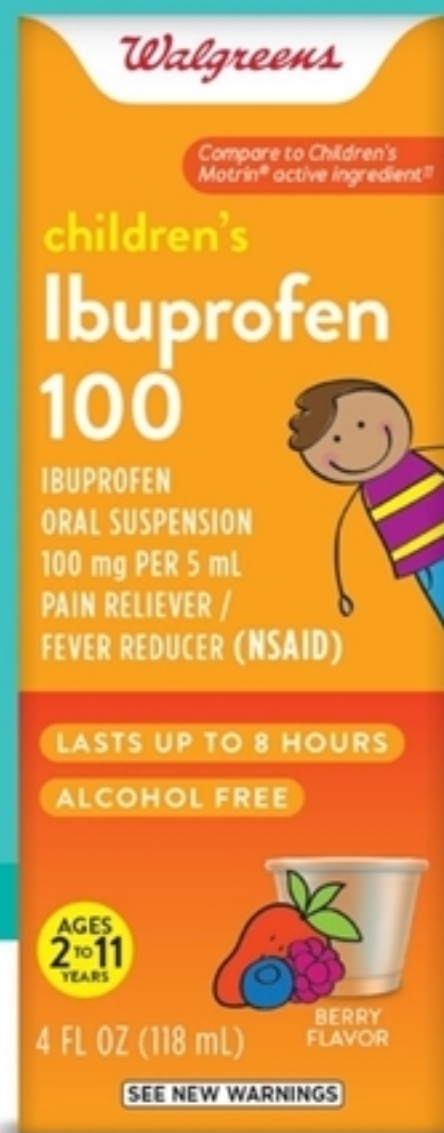 Walgreens
Compare to Children's
Motrin® active ingredient††
children's
Ibuprofen
100
IBUPROFEN
ORAL SUSPENSION
100 mg PER 5 mL
PAIN RELIEVER /
FEVER REDUCER (NSAID)
LASTS UP TO 8 HOURS
ALCOHOL FREE
AGES
2 TO 11
YEARS
BERRY
FLAVOR
4 FL OZ (118 mL)
SEE NEW WARNINGS